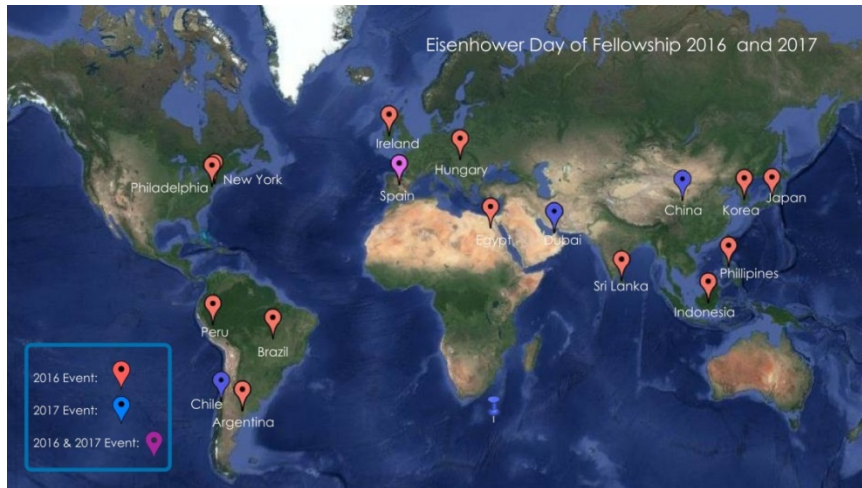 Eisenhower Day of Fellowship 2016 and 2017
Ireland
Hungary
Philadelphia
New York
Spain
China
Korea
Japan
Egypt
Dubai
Sri Lanka
Phillipines
Indonesia
Peru
Brazil
Chile
Argentina
2016 Event:
2017 Event:
2016 & 2017 Event: